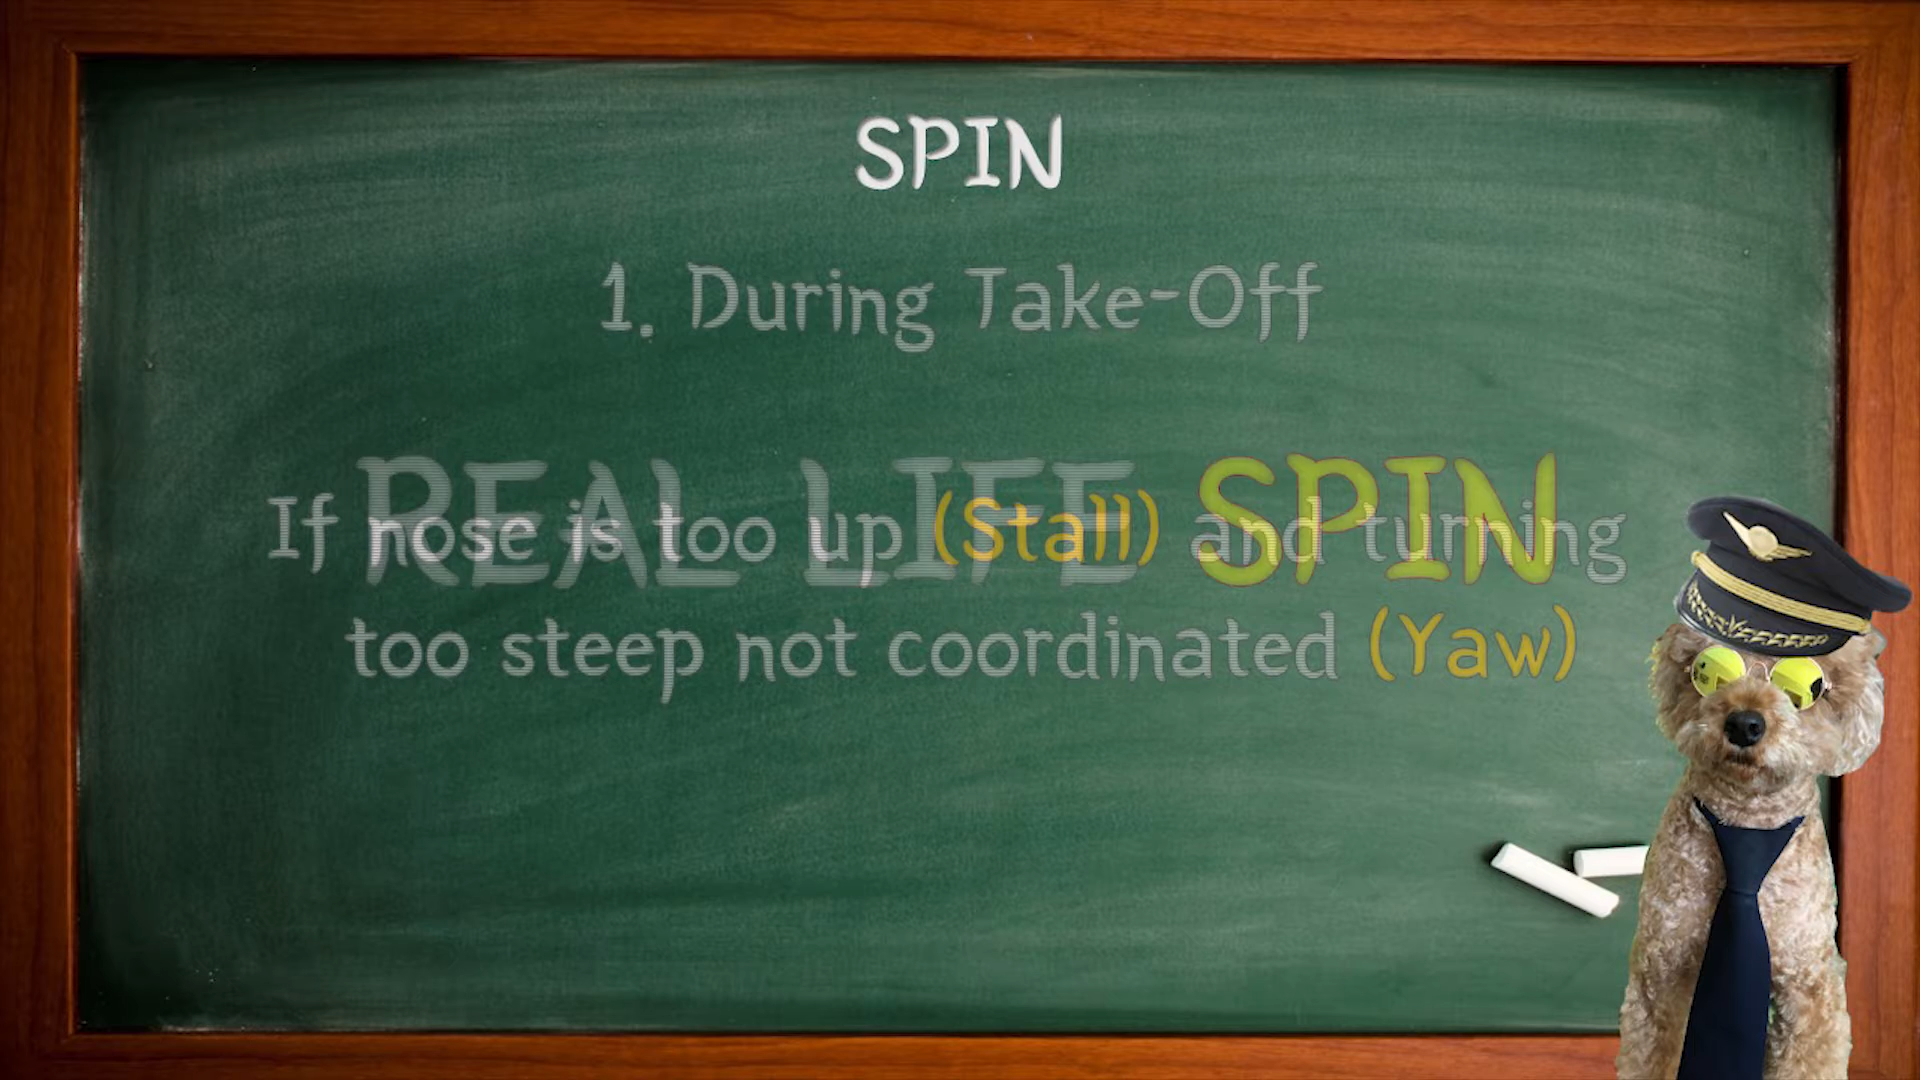 SPIN
1. During Take-Off
REAL LIFE SPIN
If nose is too up (Stall) and turning
too steep not coordinated (Yaw)